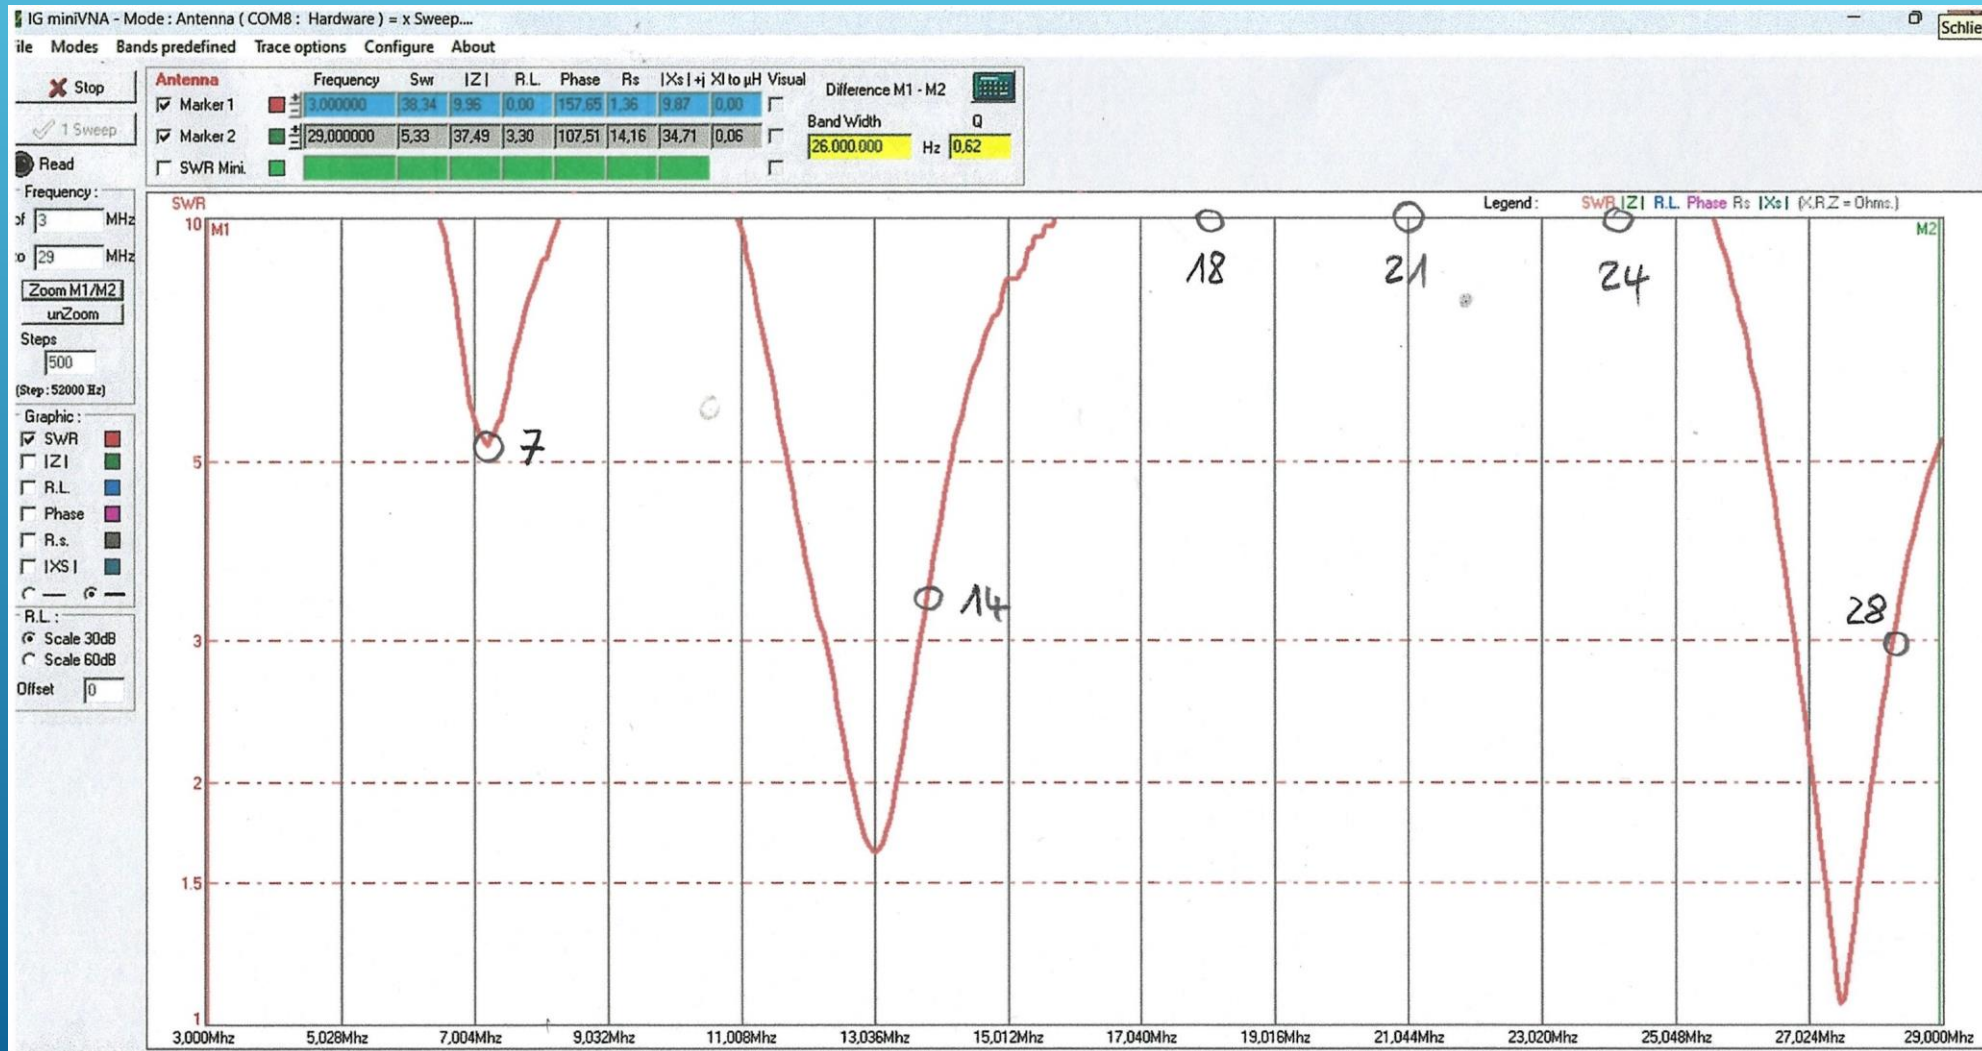 IG miniVNA - Mode : Antenna ( COM8 : Hardware ) = x Sweep....
Schlie
ile Modes Bands predefined Trace options Configure About
Stop
1 Sweep
Read
Antenna Frequency Swr |Z| R.L. Phase Rs |Xs| +j Xl to µH Visual
Marker 1 3,000000 38,34 9,96 0,00 157,65 1,36 9,87 0,00
Marker 2 29,000000 5,33 37,49 3,30 107,51 14,16 34,71 0,06
SWR Mini.
Difference M1 - M2
Band Width Q
26.000.000 Hz 0,62
Frequency :
of 3 MHz
to 29 MHz
Zoom M1/M2
unZoom
Steps
500
(Step : 52000 Hz)
Graphic :
SWR
|Z|
R.L.
Phase
R.s.
|XS|
R.L. :
Scale 30dB
Scale 60dB
Offset 0
SWR
Legend : SWR |Z| R.L. Phase Rs |Xs| (X,R,Z = Ohms.)
10 M1 M2
18 21 24
7
5
14
28
3
2
1.5
1
3,000Mhz 5,028Mhz 7,004Mhz 9,032Mhz 11,008Mhz 13,036Mhz 15,012Mhz 17,040Mhz 19,016Mhz 21,044Mhz 23,020Mhz 25,048Mhz 27,024Mhz 29,000Mhz